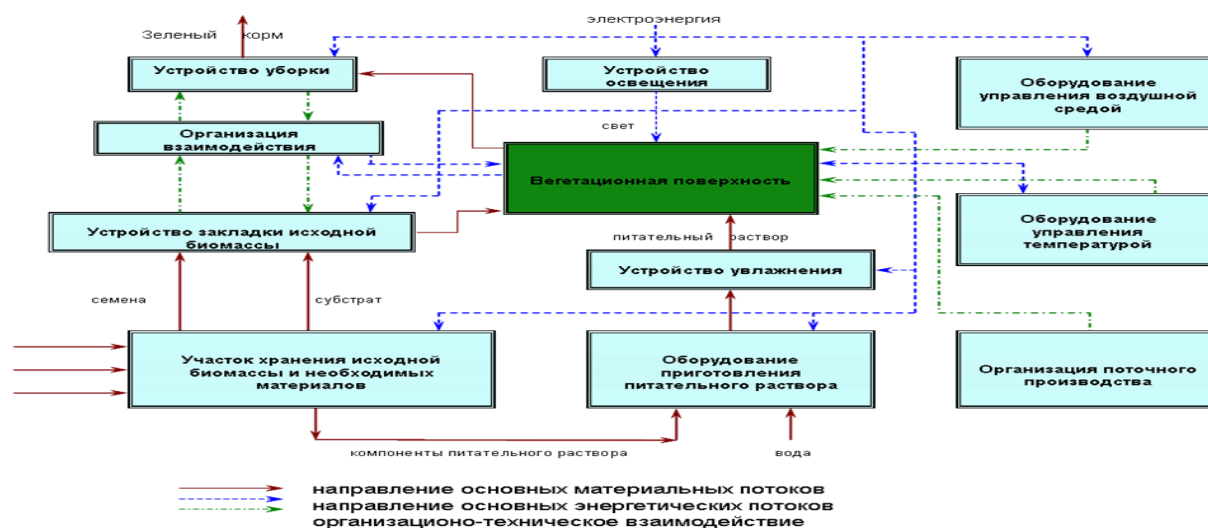 электроэнергия
Зеленый корм
Устройство уборки
Устройство
освещения
Оборудование
управления воздушной
средой
Организация
взаимодействия
свет
Вегетационная поверхность
Устройство закладки исходной
биомассы
питательный раствор
Оборудование
управления
температурой
Устройство увлажнения
семена
субстрат
Участок хранения исходной
биомассы и необходимых
материалов
Оборудование
приготовления
питательного раствора
Организация поточного
производства
компоненты питательного раствора
вода
направление основных материальных потоков
направление основных энергетических потоков
организационо-техническое взаимодействие